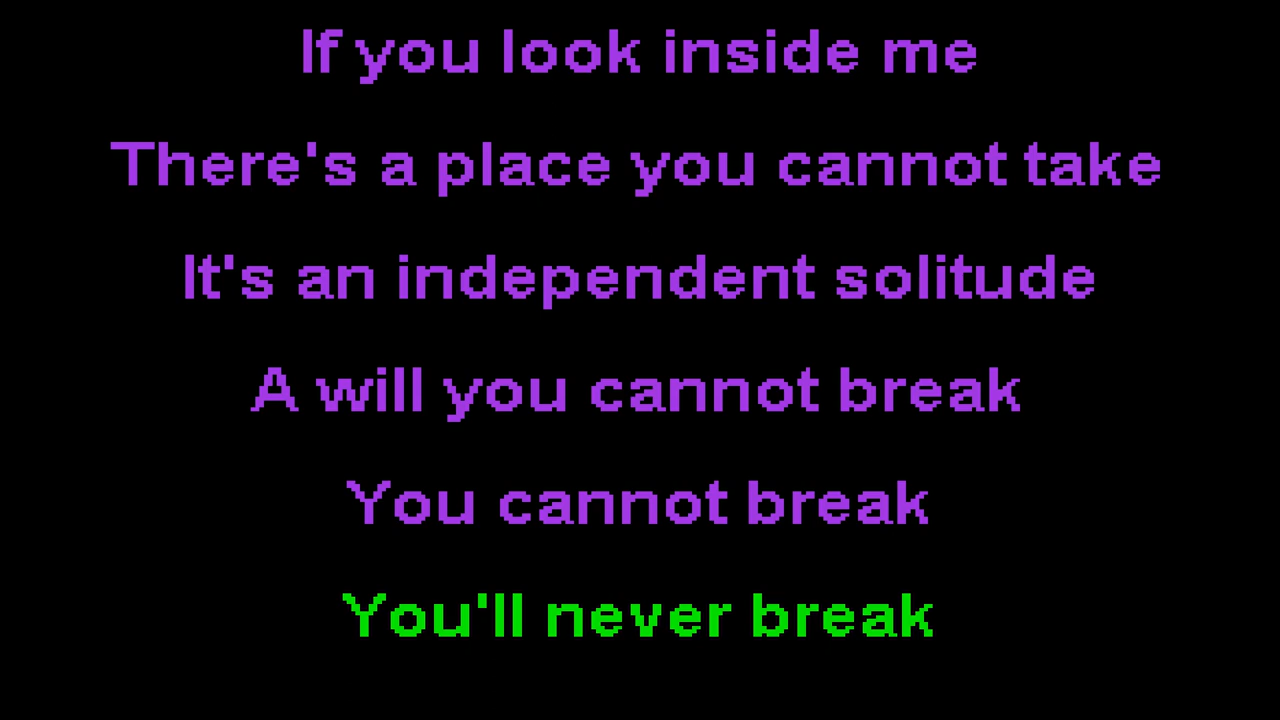 If you look inside me
There's a place you cannot take
It's an independent solitude
A will you cannot break
You cannot break
You'll never break